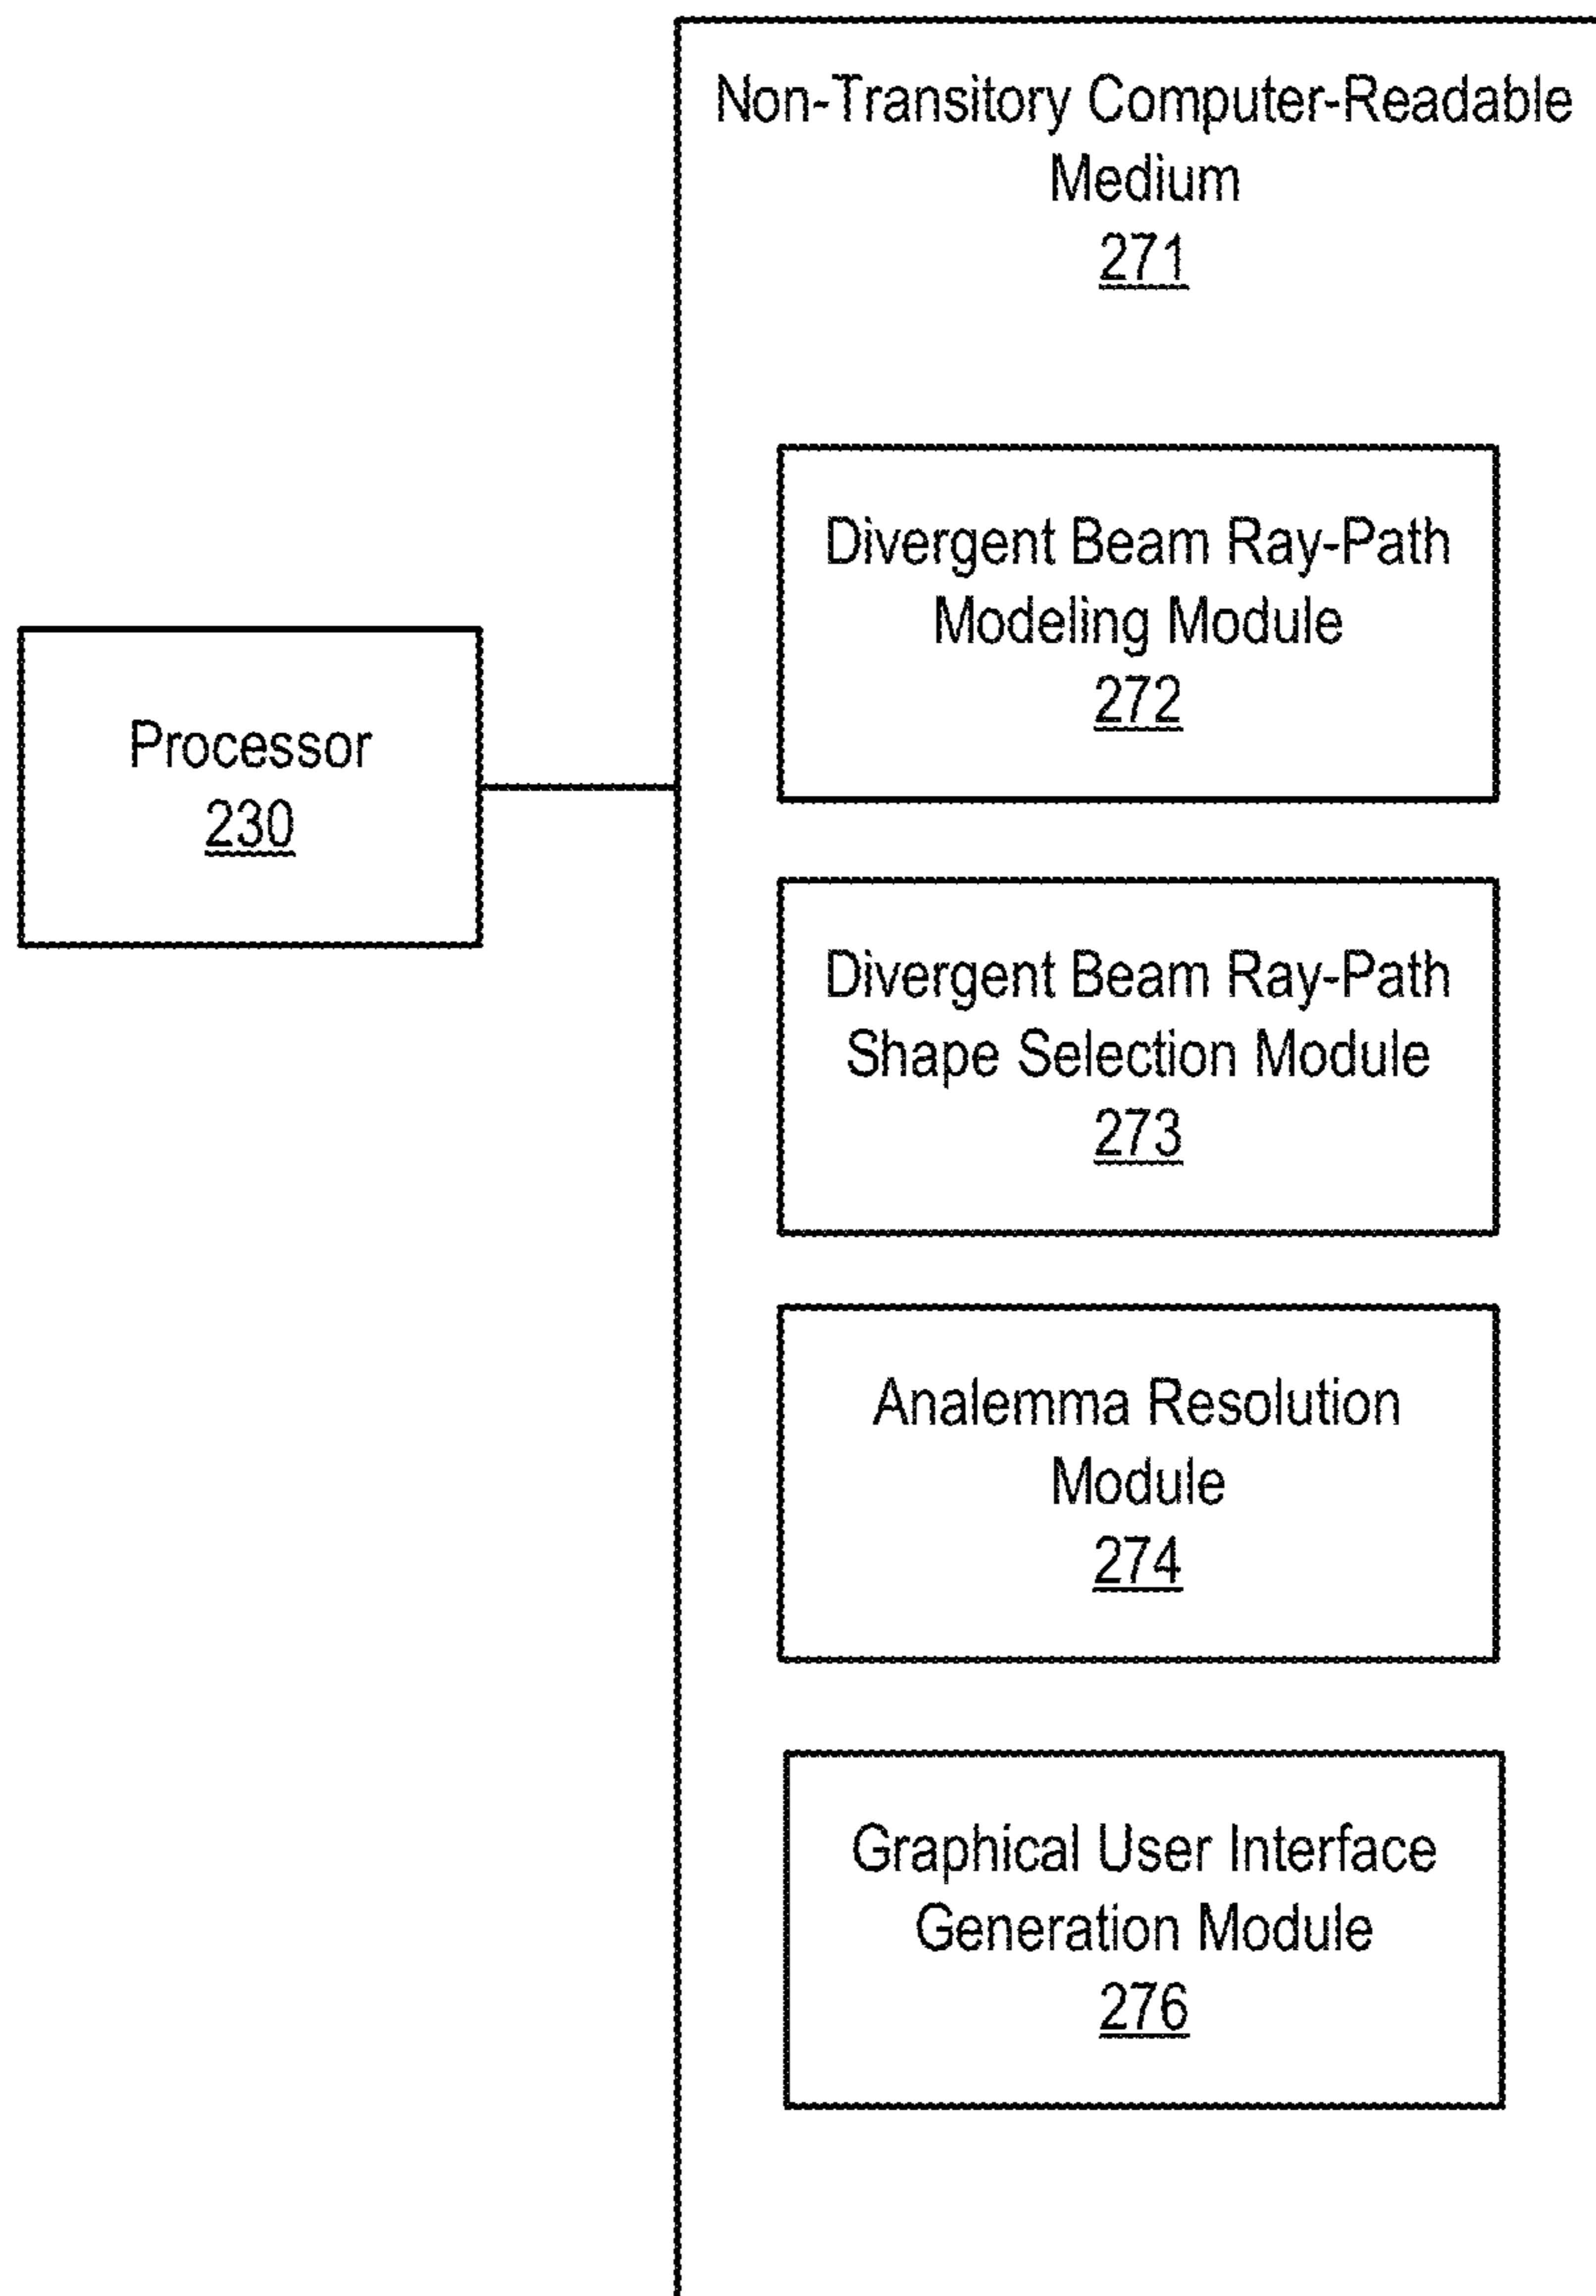 Non-Transitory Computer-Readable
Medium
271
Divergent Beam Ray-Path
Modeling Module
272
Processor
230
Divergent Beam Ray-Path
Shape Selection Module
273
Analemma Resolution
Module
274
Graphical User Interface
Generation Module
276